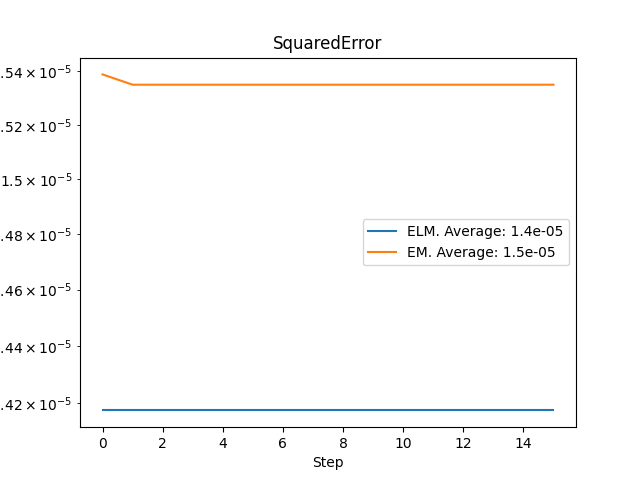 SquaredError
.54 × 10⁻⁵
.52 × 10⁻⁵
1.5 × 10⁻⁵
.48 × 10⁻⁵
.46 × 10⁻⁵
.44 × 10⁻⁵
.42 × 10⁻⁵
ELM. Average: 1.4e-05
EM. Average: 1.5e-05
0 2 4 6 8 10 12 14
Step